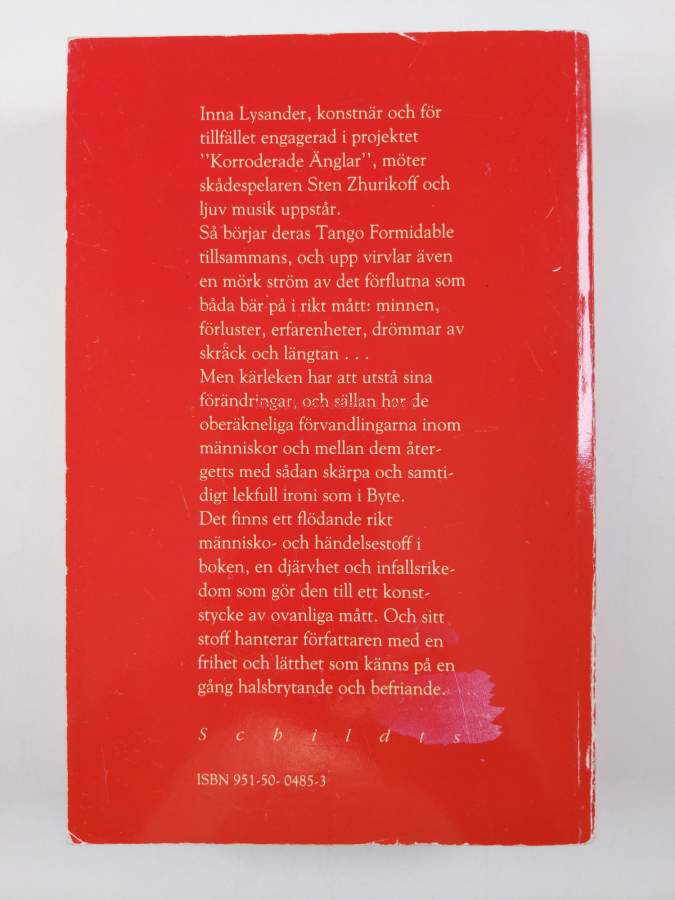 Inna Lysander, konstnär och för
tillfället engagerad i projektet
''Korroderade Änglar'', möter
skådespelaren Sten Zhurikoff och
ljuv musik uppstår.
Så börjar deras Tango Formidable
tillsammans, och upp virvlar även
en mörk ström av det förflutna som
båda bär på i rikt mått: minnen,
förluster, erfarenheter, drömmar av
skräck och längtan . . .
Men kärleken har att utstå sina
förändringar, och sällan har de
oberäkneliga förvandlingarna inom
människor och mellan dem åter-
getts med sådan skärpa och samti-
digt lekfull ironi som i Byte.
Det finns ett flödande rikt
människo- och händelsestoff i
boken, en djärvhet och infallsrike-
dom som gör den till ett konst-
stycke av ovanliga mått. Och sitt
stoff hanterar författaren med en
frihet och lätthet som känns på en
gång halsbrytande och befriande.
Schildts
ISBN 951-50- 0485-3